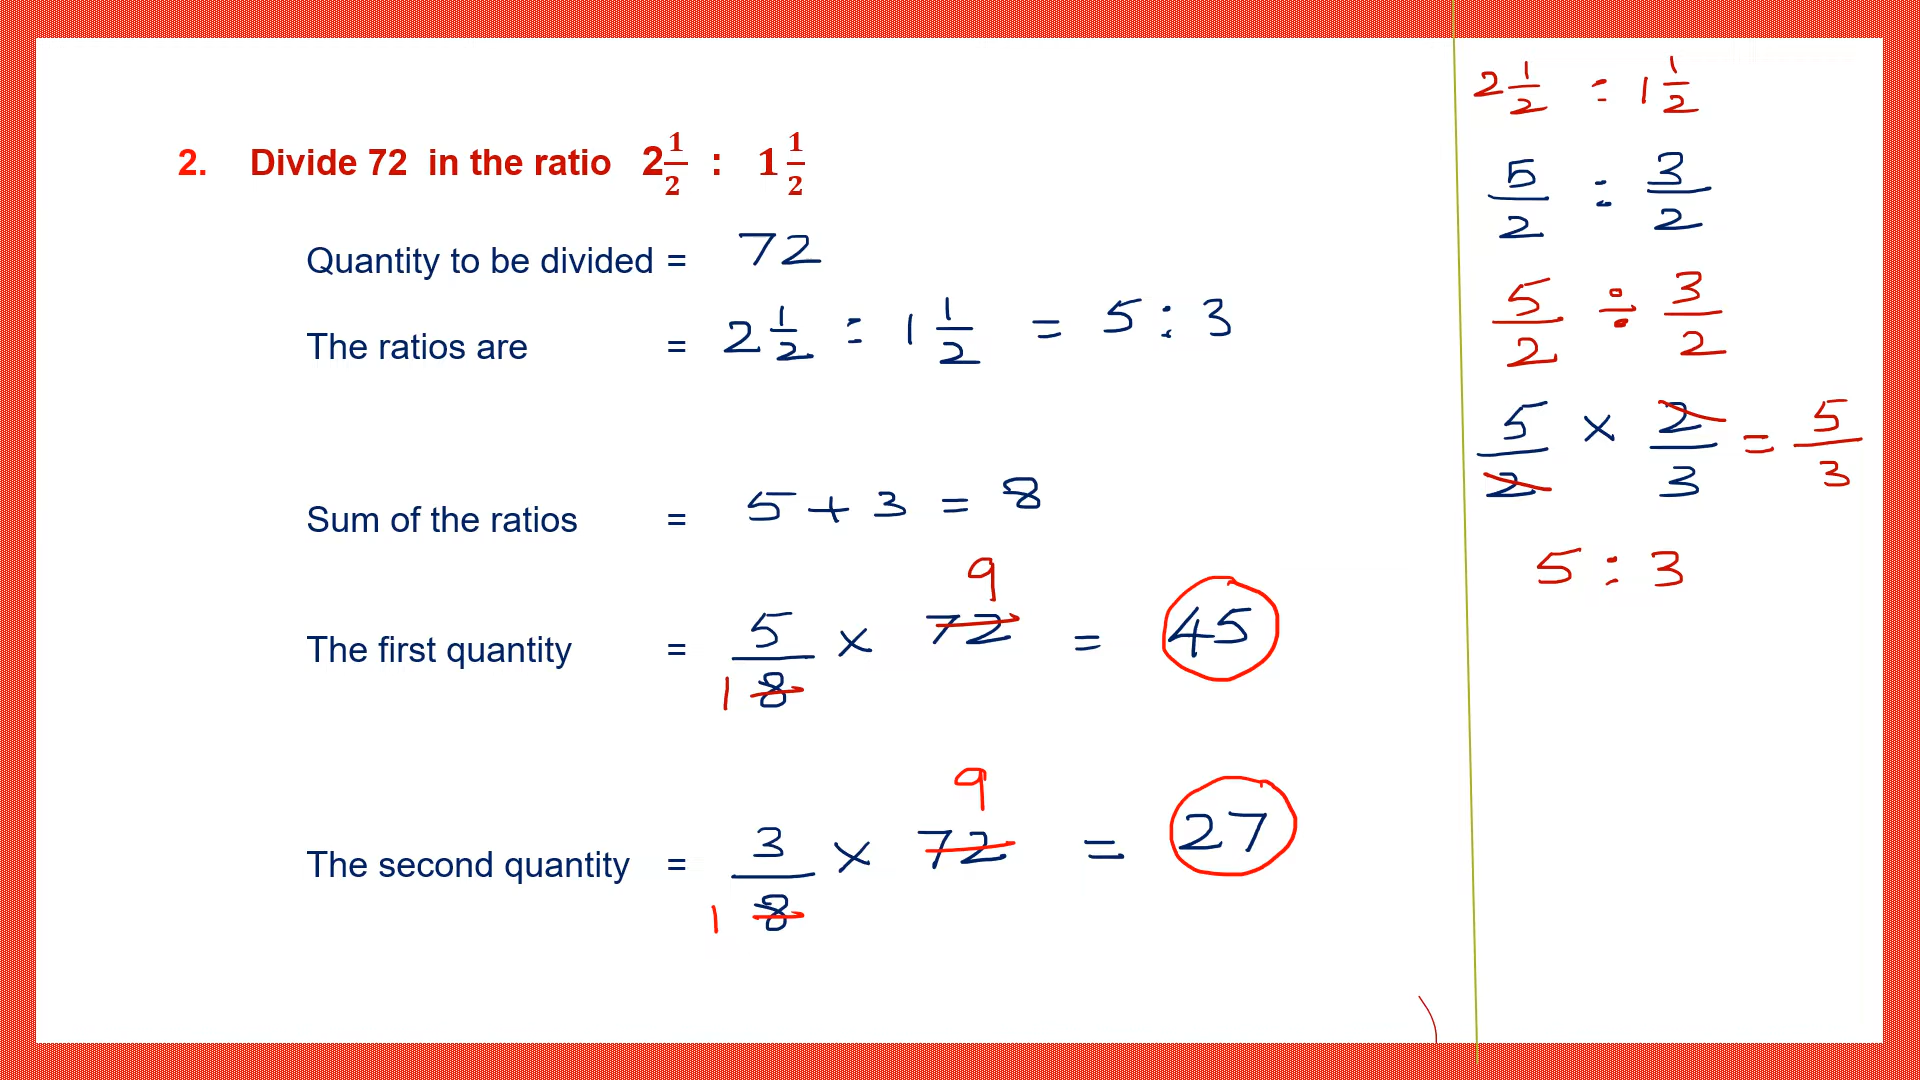 2. Divide 72 in the ratio 2 1/2 : 1 1/2
Quantity to be divided = 72
The ratios are = 2 1/2 : 1 1/2 = 5 : 3
Sum of the ratios = 5 + 3 = 8
9
The first quantity = 5/8 × 72 = 45
1
9
The second quantity = 3/8 × 72 = 27
1
2 1/2 : 1 1/2
5/2 : 3/2
5/2 ÷ 3/2
5/2 × 2/3 = 5/3
5 : 3